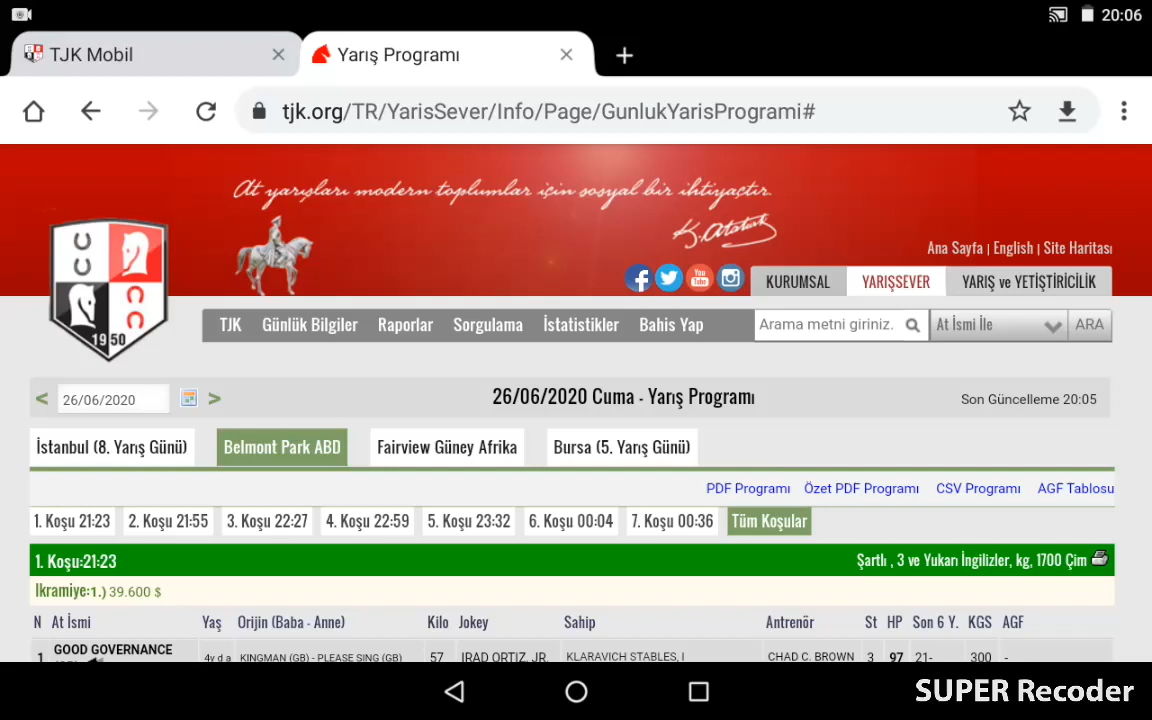 20:06
TJK Mobil
Yarış Programı
tjk.org/TR/YarisSever/Info/Page/GunlukYarisProgrami#
At yarışları modern toplumlar için sosyal bir ihtiyaçtır.
K. Atatürk
Ana Sayfa | English | Site Haritası
KURUMSAL YARIŞSEVER YARIŞ ve YETİŞTİRİCİLİK
1950
TJK Günlük Bilgiler Raporlar Sorgulama İstatistikler Bahis Yap Arama metni giriniz. At İsmi İle ARA
< 26/06/2020 > 26/06/2020 Cuma - Yarış Programı Son Güncelleme 20:05
İstanbul (8. Yarış Günü) Belmont Park ABD Fairview Güney Afrika Bursa (5. Yarış Günü)
PDF Programı Özet PDF Programı CSV Programı AGF Tablosu
1. Koşu 21:23 2. Koşu 21:55 3. Koşu 22:27 4. Koşu 22:59 5. Koşu 23:32 6. Koşu 00:04 7. Koşu 00:36 Tüm Koşular
1. Koşu:21:23 Şartlı , 3 ve Yukarı İngilizler, kg, 1700 Çim
Ikramiye:1.) 39.600 $
N At İsmi Yaş Orijin (Baba - Anne) Kilo Jokey Sahip Antrenör St HP Son 6 Y. KGS AGF
1 GOOD GOVERNANCE 4y d a KINGMAN (GB) - PLEASE SING (GB) 57 IRAD ORTIZ, JR. KLARAVICH STABLES, I CHAD C. BROWN 3 97 21- 300 -
SUPER Recoder